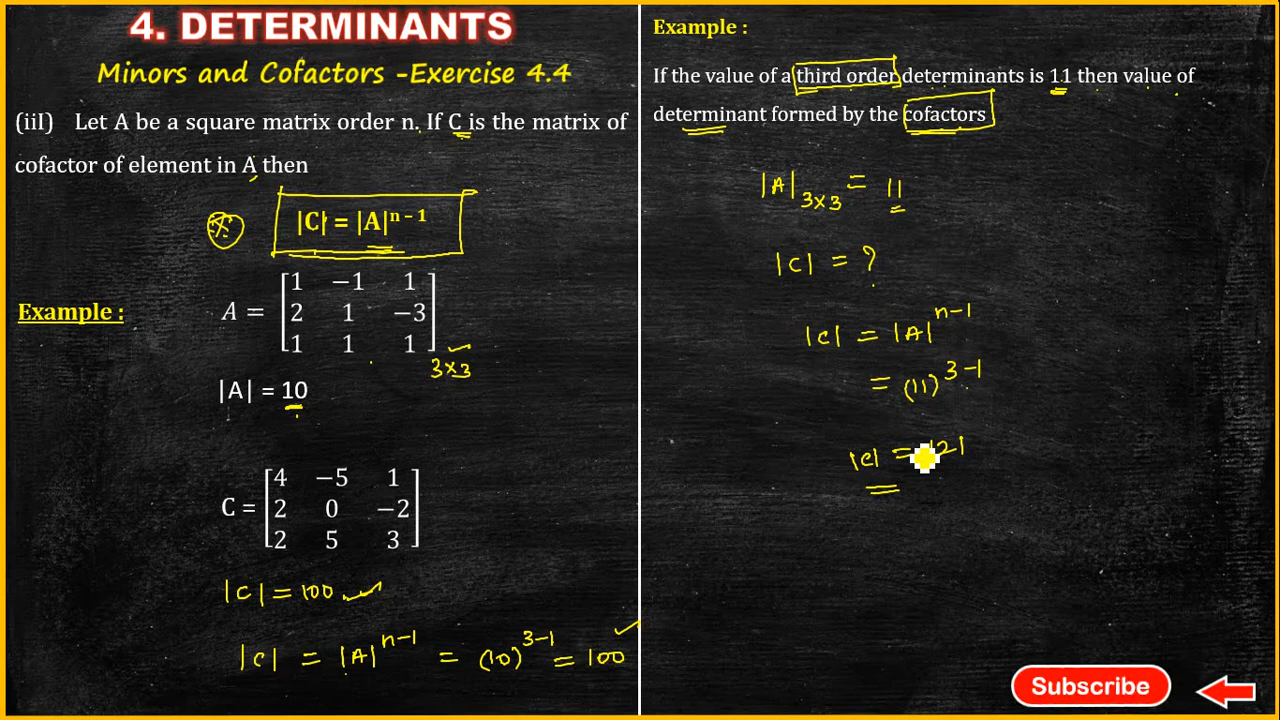 4. DETERMINANTS
Minors and Cofactors -Exercise 4.4
(iil) Let A be a square matrix order n. If C is the matrix of
cofactor of element in A then
|C| = |A|ⁿ⁻¹
Example :
A = [1 −1 1
2 1 −3
1 1 1]
3×3
|A| = 10
C = [4 −5 1
2 0 −2
2 5 3]
|C| = 100
|C| = |A|ⁿ⁻¹ = (10)³⁻¹ = 100
Example :
If the value of a third order determinants is 11 then value of
determinant formed by the cofactors
|A|₃ₓ₃ = 11
|C| = ?
|C| = |A|ⁿ⁻¹
= (11)³⁻¹
|C| = 121
Subscribe